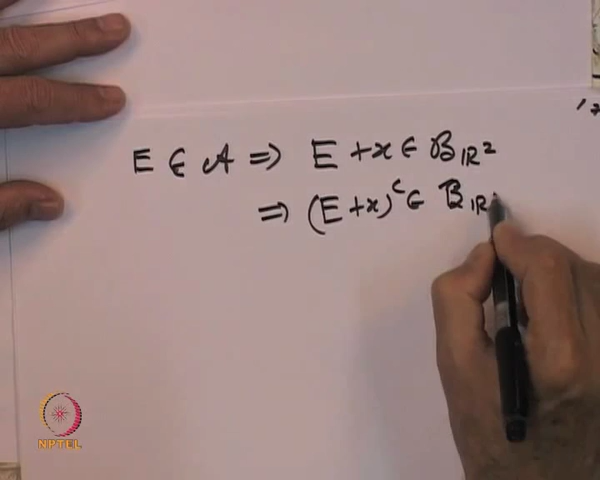 E ∈ 𝒜 ⇒ E + x ∈ ℬ_ℝ²
⇒ (E + x)^c ∈ ℬ_ℝ
NPTEL